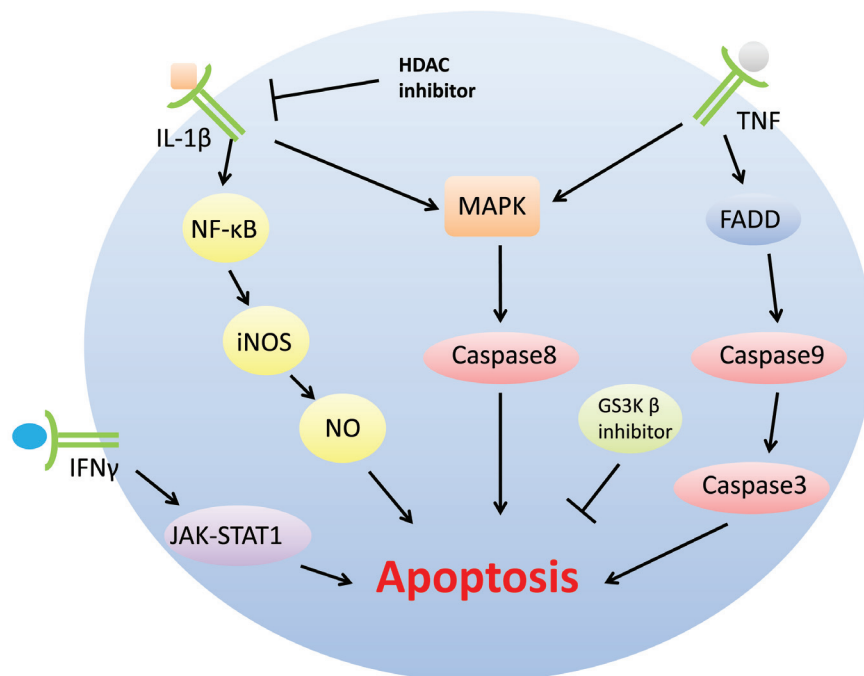 HDAC
inhibitor
IL-1β
TNF
NF-κB
MAPK
FADD
iNOS
Caspase8
Caspase9
GS3K β
inhibitor
NO
IFNγ
Caspase3
JAK-STAT1
Apoptosis